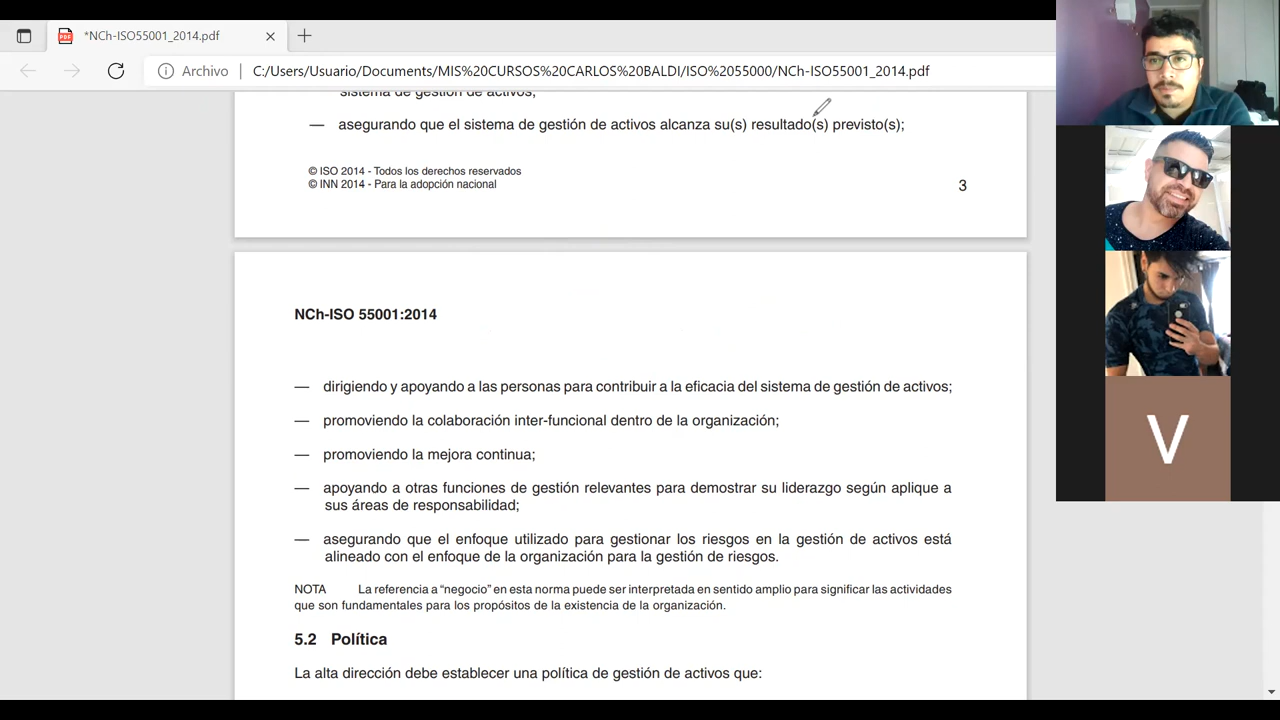 *NCh-ISO55001_2014.pdf
Archivo
C:/Users/Usuario/Documents/MIS%20CURSOS%20CARLOS%20BALDI/ISO%2055000/NCh-ISO55001_2014.pdf
sistema de gestión de activos;
— asegurando que el sistema de gestión de activos alcanza su(s) resultado(s) previsto(s);
© ISO 2014 - Todos los derechos reservados
© INN 2014 - Para la adopción nacional
3
NCh-ISO 55001:2014
— dirigiendo y apoyando a las personas para contribuir a la eficacia del sistema de gestión de activos;
— promoviendo la colaboración inter-funcional dentro de la organización;
— promoviendo la mejora continua;
— apoyando a otras funciones de gestión relevantes para demostrar su liderazgo según aplique a
sus áreas de responsabilidad;
— asegurando que el enfoque utilizado para gestionar los riesgos en la gestión de activos está
alineado con el enfoque de la organización para la gestión de riesgos.
NOTA La referencia a “negocio” en esta norma puede ser interpretada en sentido amplio para significar las actividades
que son fundamentales para los propósitos de la existencia de la organización.
5.2 Política
La alta dirección debe establecer una política de gestión de activos que:
V